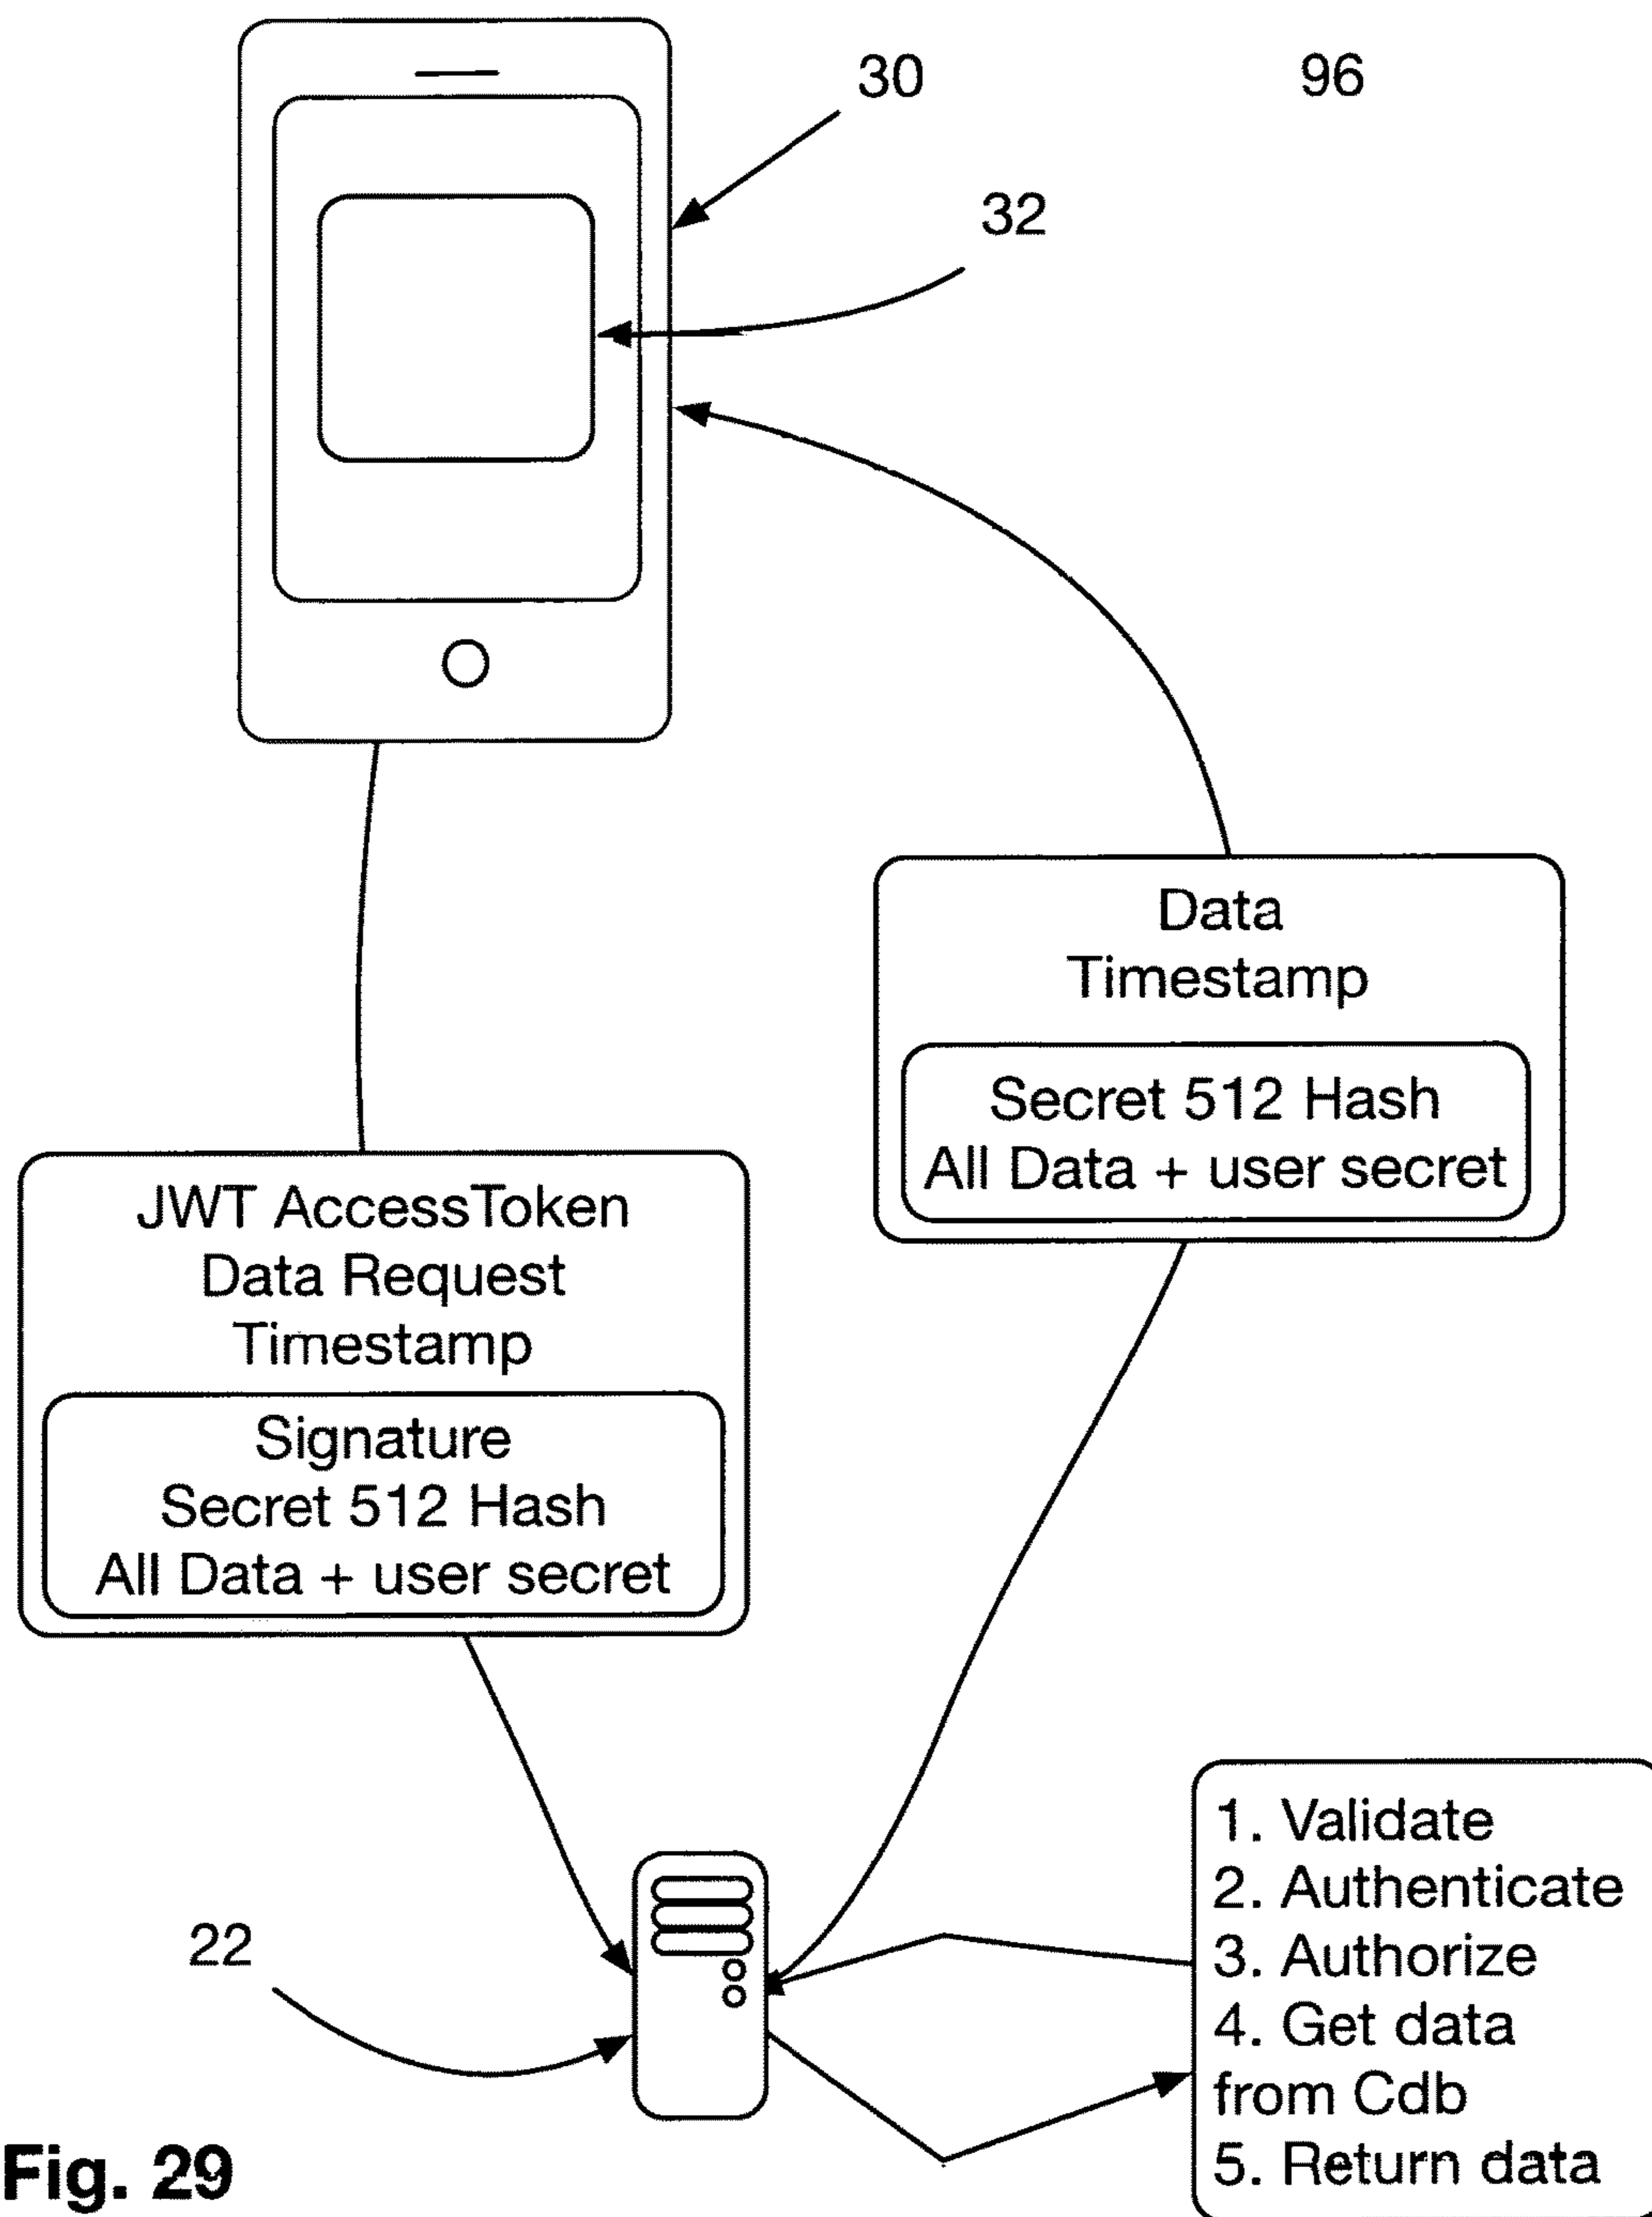 30
96
32
Data
Timestamp
Secret 512 Hash
All Data + user secret
JWT AccessToken
Data Request
Timestamp
Signature
Secret 512 Hash
All Data + user secret
22
1. Validate
2. Authenticate
3. Authorize
4. Get data
from Cdb
5. Return data
Fig. 29